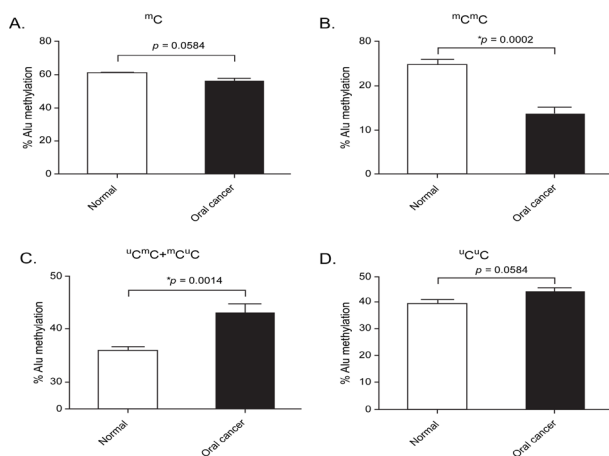 A.
mC
p = 0.0584
% Alu methylation
80
60
40
20
0
Normal
Oral cancer
B.
mCmC
*p = 0.0002
% Alu methylation
80
20
10
0
Normal
Oral cancer
C.
uCmC+mCuC
*p = 0.0014
% Alu methylation
50
40
30
0
Normal
Oral cancer
D.
uCuC
p = 0.0584
% Alu methylation
50
40
30
20
10
0
Normal
Oral cancer